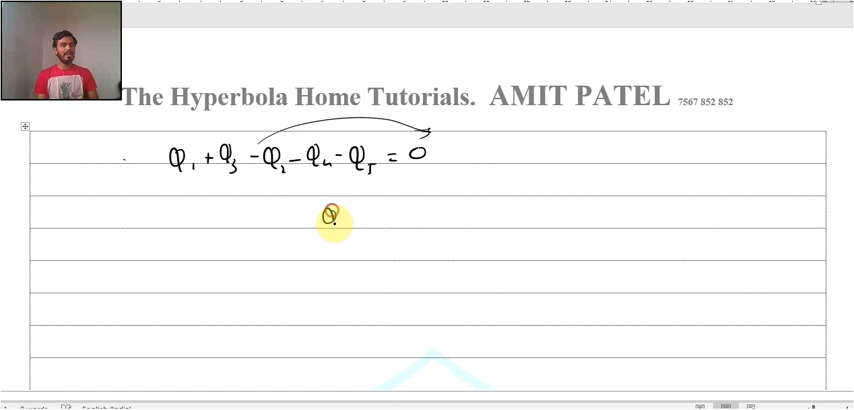 The Hyperbola Home Tutorials. AMIT PATEL 7567 852 852
Q₁ + Q₃ - Q₂ - Q₄ - Q₅ = 0
Q